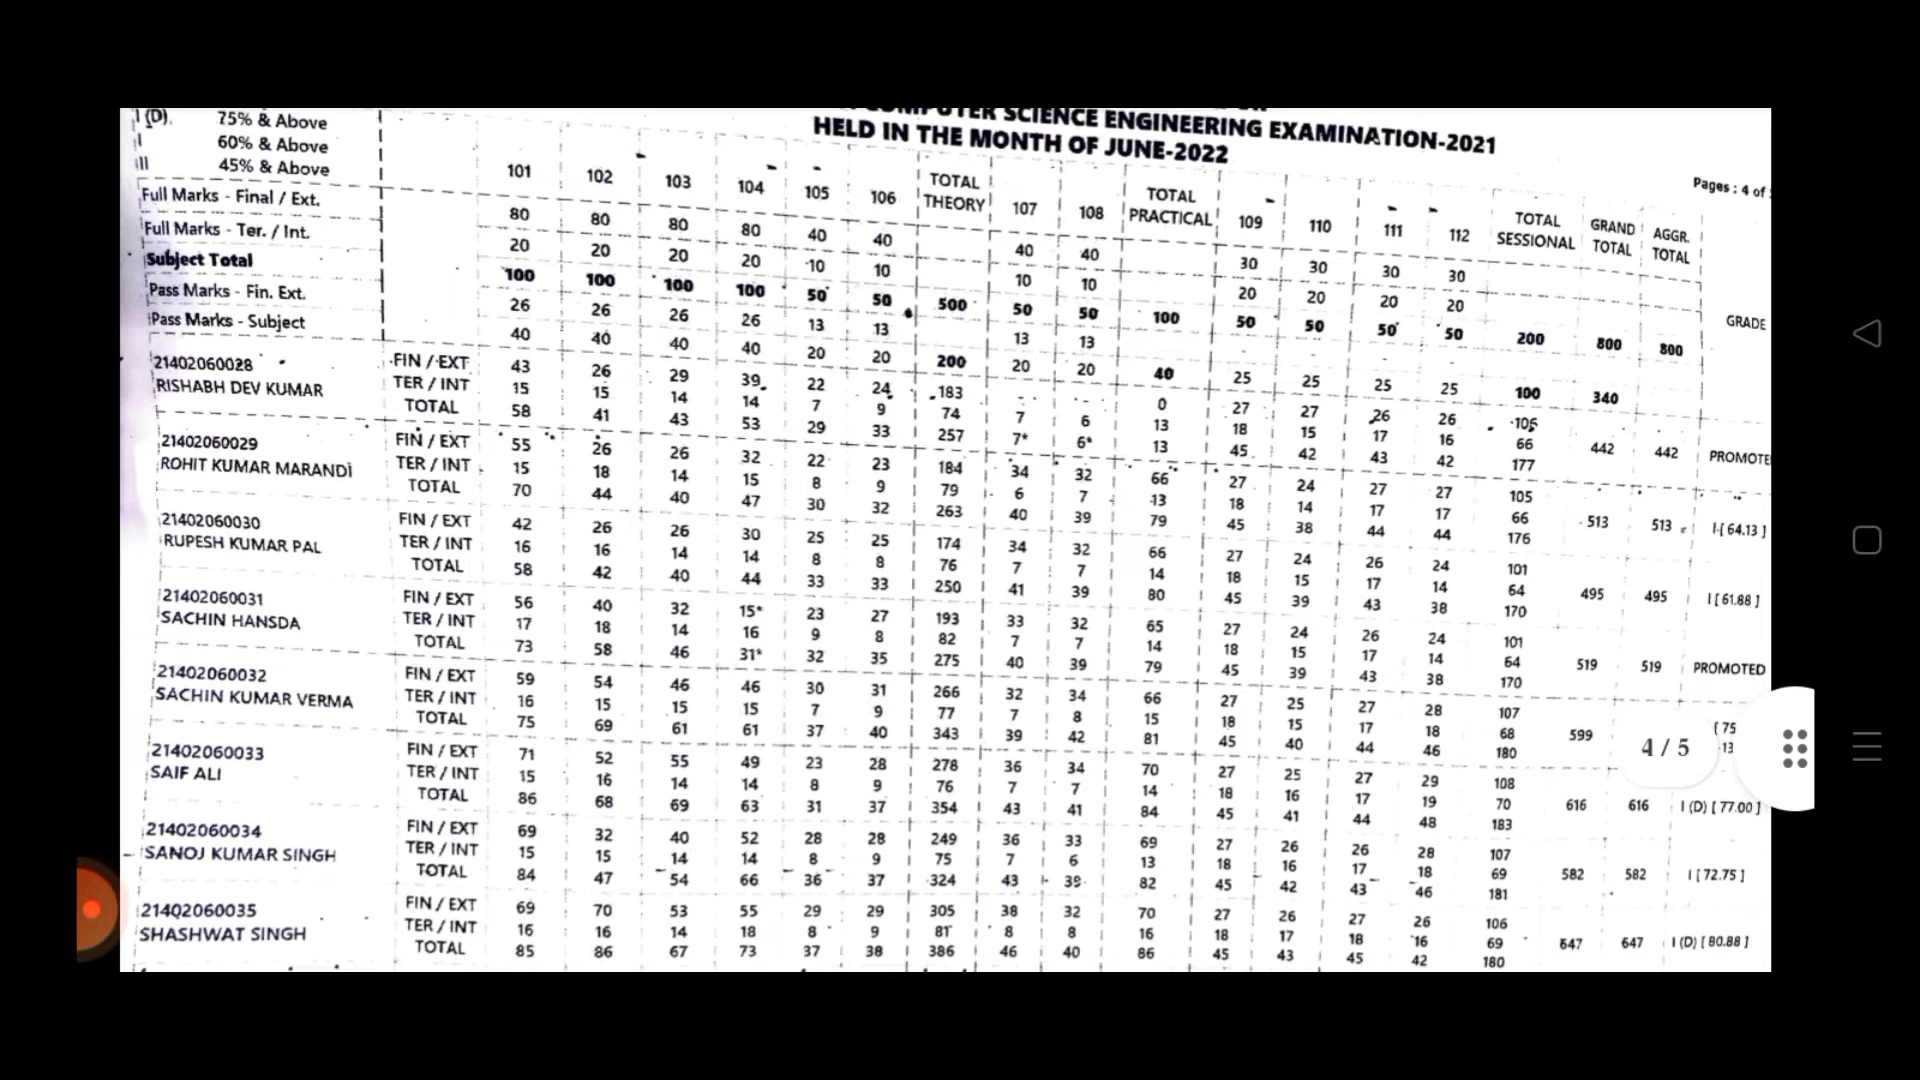 COMPUTER SCIENCE ENGINEERING EXAMINATION-2021
HELD IN THE MONTH OF JUNE-2022
Pages : 4 of
I (D). 75% & Above
I 60% & Above
II 45% & Above
101 102 103 104 105 106 TOTAL THEORY 107 108 TOTAL PRACTICAL 109 110 111 112 TOTAL SESSIONAL GRAND TOTAL AGGR. TOTAL GRADE
Full Marks - Final / Ext. 80 80 80 80 40 40 40 40 30 30 30 30
Full Marks - Ter. / Int. 20 20 20 20 10 10 10 10 20 20 20 20
Subject Total 100 100 100 100 50 50 500 50 50 100 50 50 50 50 200 800 800
Pass Marks - Fin. Ext. 26 26 26 26 13 13 13 13 - - - -
Pass Marks - Subject 40 40 40 40 20 20 200 20 20 40 25 25 25 25 100 340
21402060028 FIN / EXT 43 26 29 39 22 24 183 - - 0 27 27 26 26 105
RISHABH DEV KUMAR TER / INT 15 15 14 14 7 9 74 7 6 13 18 15 17 16 66 442 442 PROMOTE
TOTAL 58 41 43 53 29 33 257 7* 6* 13 45 42 43 42 177
21402060029 FIN / EXT 55 26 26 32 22 23 184 34 32 66 27 24 27 27 105
ROHIT KUMAR MARANDI TER / INT 15 18 14 15 8 9 79 6 7 13 18 14 17 17 66 513 513 I [ 64.13 ]
TOTAL 70 44 40 47 30 32 263 40 39 79 45 38 44 44 176
21402060030 FIN / EXT 42 26 26 30 25 25 174 34 32 66 27 24 26 24 101
RUPESH KUMAR PAL TER / INT 16 16 14 14 8 8 76 7 7 14 18 15 17 14 64 495 495 I [ 61.88 ]
TOTAL 58 42 40 44 33 33 250 41 39 80 45 39 43 38 170
21402060031 FIN / EXT 56 40 32 15* 23 27 193 33 32 65 27 24 26 24 101
SACHIN HANSDA TER / INT 17 18 14 16 9 8 82 7 7 14 18 15 17 14 64 519 519 PROMOTED
TOTAL 73 58 46 31* 32 35 275 40 39 79 45 39 43 38 170
21402060032 FIN / EXT 59 54 46 46 30 31 266 32 34 66 27 25 27 28 107 [ 75
SACHIN KUMAR VERMA TER / INT 16 15 15 15 7 9 77 7 8 15 18 15 17 18 68 599
TOTAL 75 69 61 61 37 40 343 39 42 81 45 40 44 46 180
4 / 5
21402060033 FIN / EXT 71 52 55 49 23 28 278 36 34 70 27 25 27 29 108
SAIF ALI TER / INT 15 16 14 14 8 9 76 7 7 14 18 16 17 19 70 616 616 I (D) [ 77.00 ]
TOTAL 86 68 69 63 31 37 354 43 41 84 45 41 44 48 183
21402060034 FIN / EXT 69 32 40 52 28 28 249 36 33 69 27 26 26 28 107
SANOJ KUMAR SINGH TER / INT 15 15 14 14 8 9 75 7 6 13 18 16 17 18 69 582 582 I [ 72.75 ]
TOTAL 84 47 54 66 36 37 324 43 39 82 45 42 43 46 181
21402060035 FIN / EXT 69 70 53 55 29 29 305 38 32 70 27 26 27 26 106
SHASHWAT SINGH TER / INT 16 16 14 18 8 9 81 8 8 16 18 17 18 16 69 647 647 I (D) [ 80.88 ]
TOTAL 85 86 67 73 37 38 386 46 40 86 45 43 45 42 180